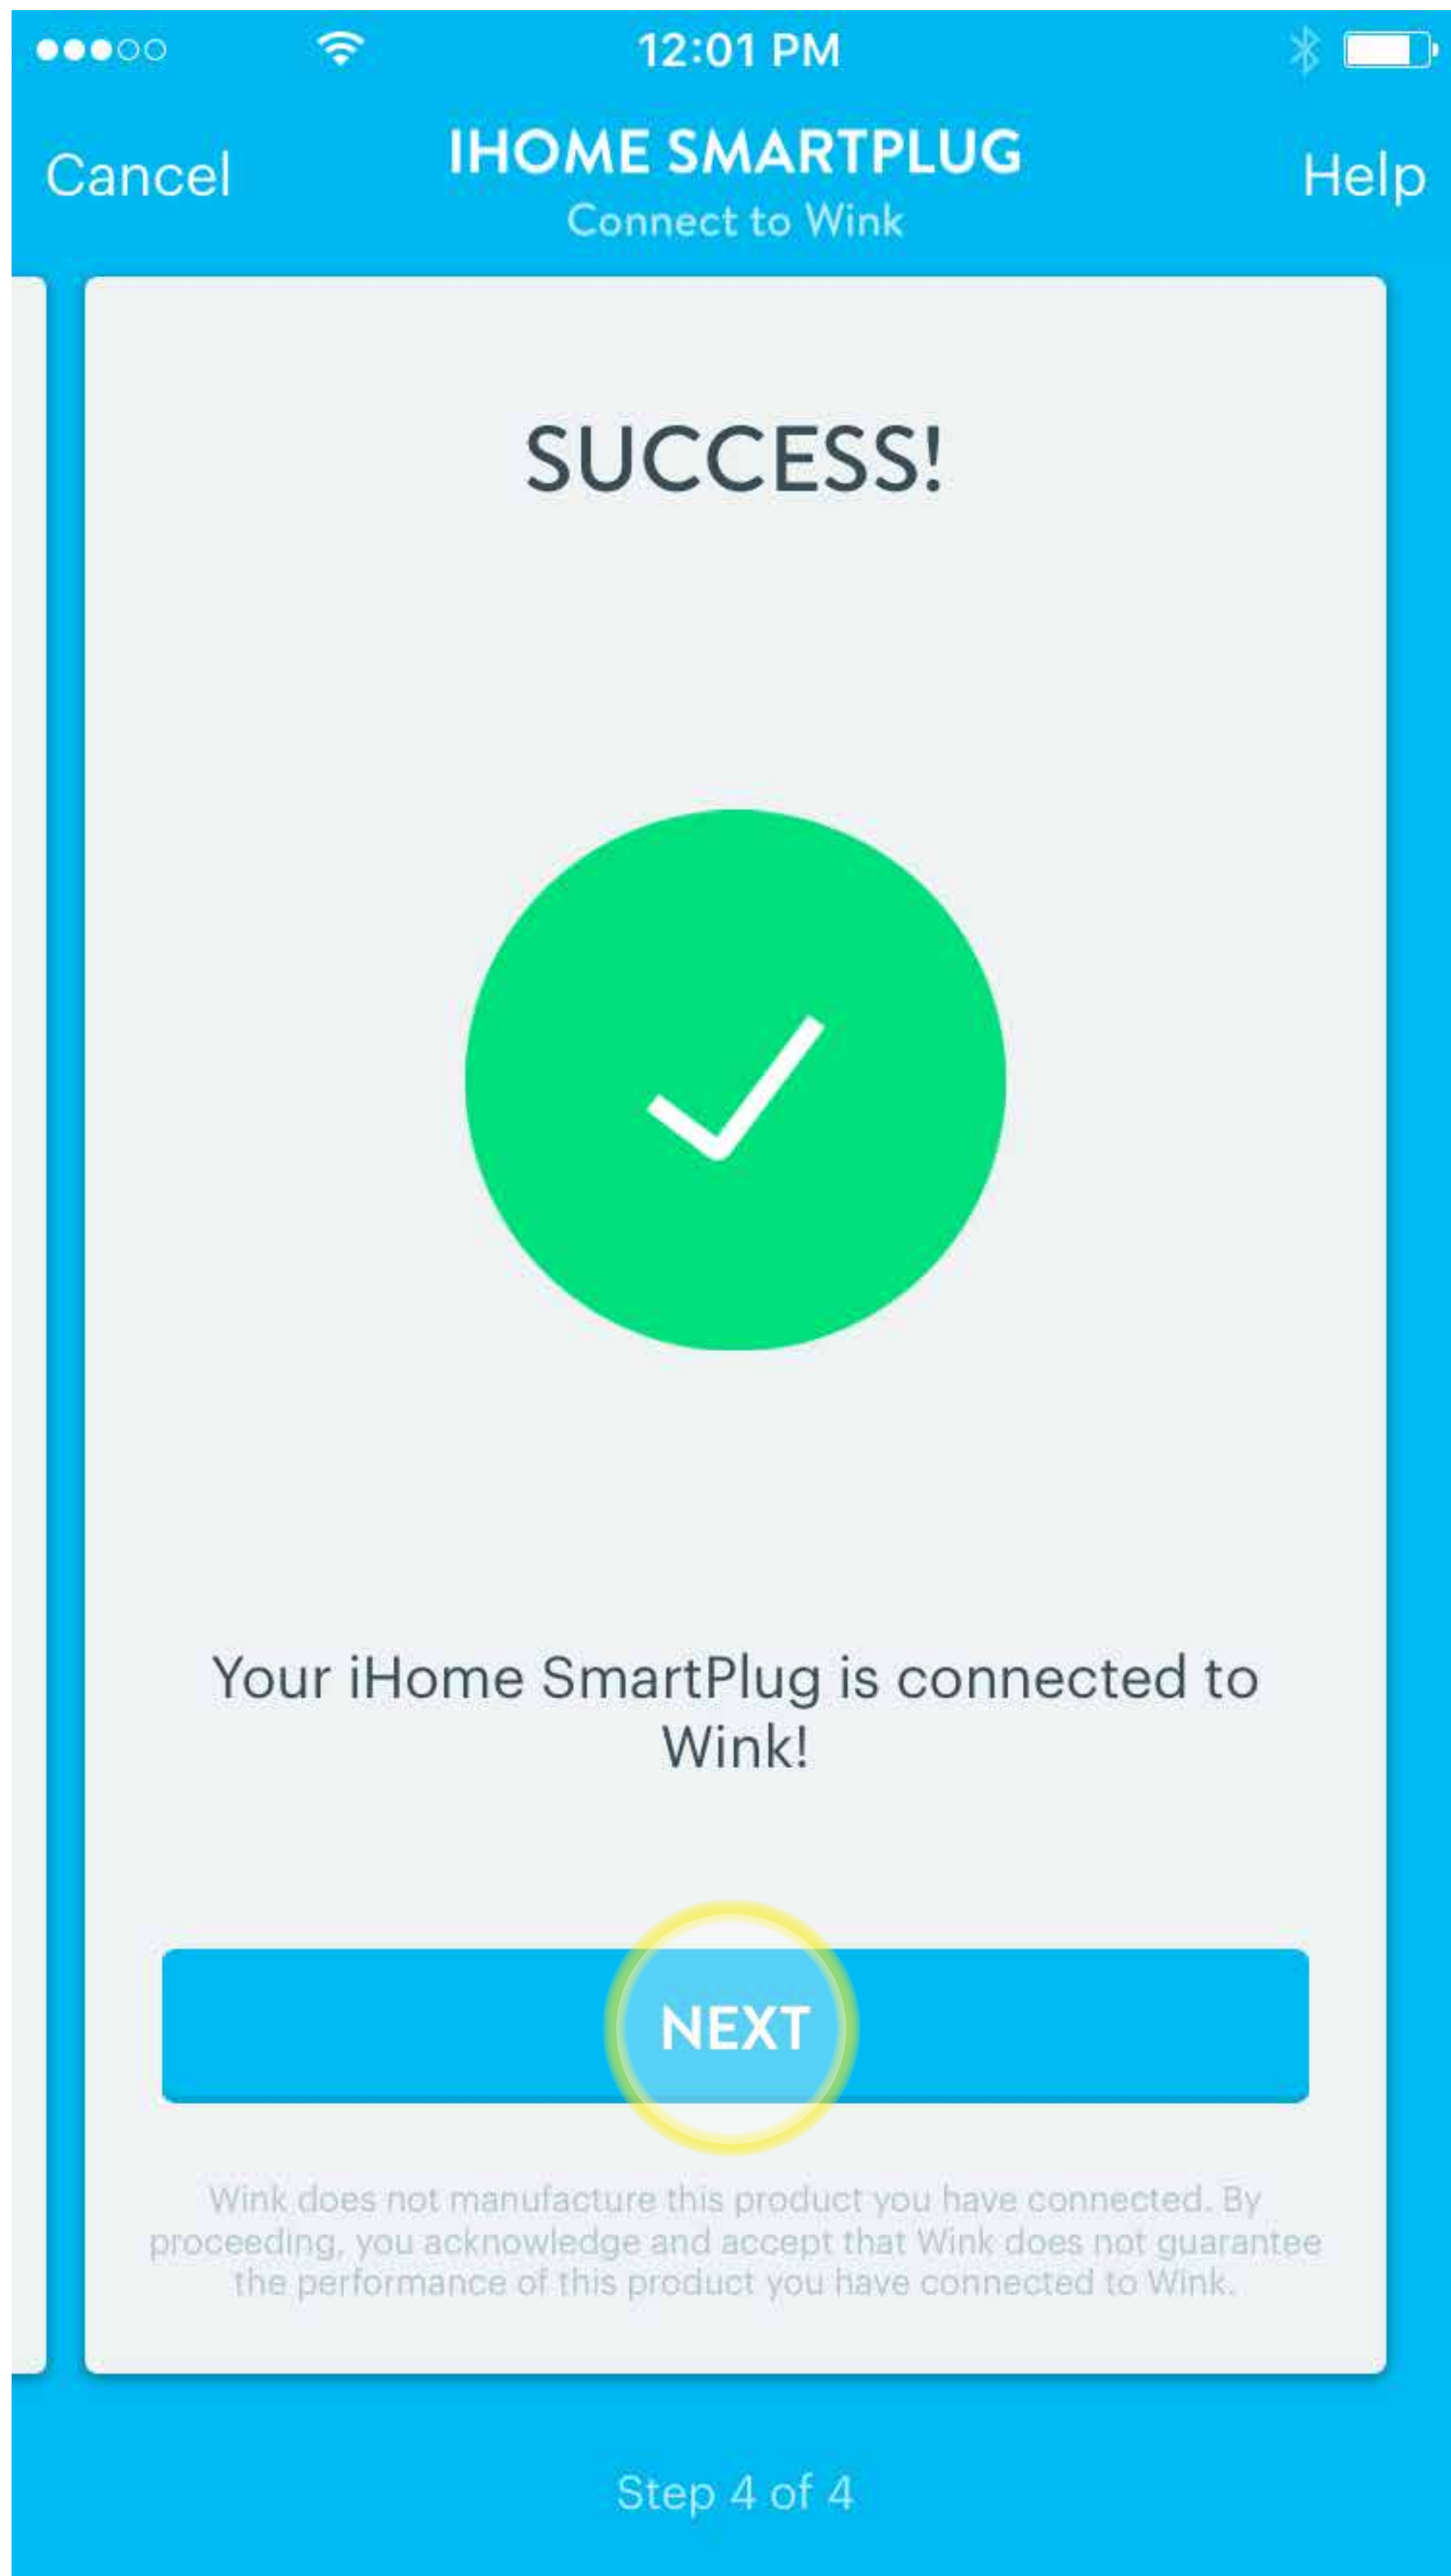 12:01 PM
Cancel
IHOME SMARTPLUG
Help
Connect to Wink
SUCCESS!
Your iHome SmartPlug is connected to
Wink!
NEXT
Wink does not manufacture this product you have connected. By
proceeding, you acknowledge and accept that Wink does not guarantee
the performance of this product you have connected to Wink.
Step 4 of 4